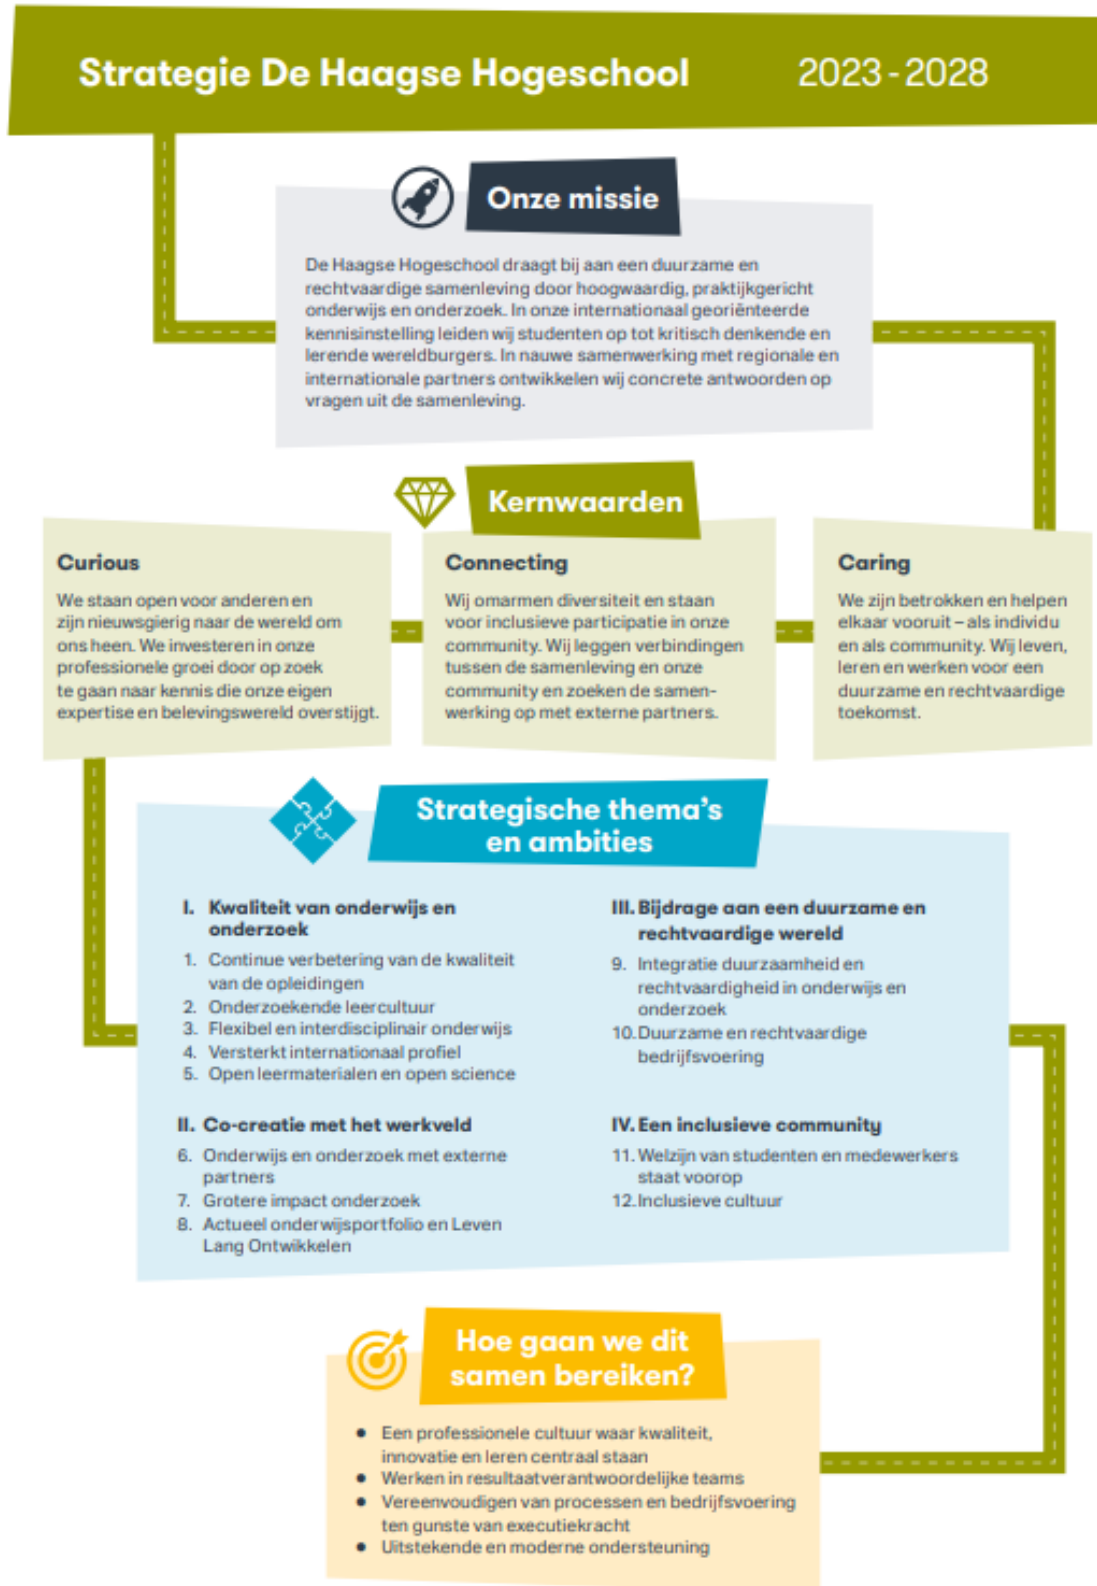 Strategie De Haagse Hogeschool 2023 - 2028
Onze missie
De Haagse Hogeschool draagt bij aan een duurzame en
rechtvaardige samenleving door hoogwaardig, praktijkgericht
onderwijs en onderzoek. In onze internationaal georiënteerde
kennisinstelling leiden wij studenten op tot kritisch denkende en
lerende wereldburgers. In nauwe samenwerking met regionale en
internationale partners ontwikkelen wij concrete antwoorden op
vragen uit de samenleving.
Kernwaarden
Curious
We staan open voor anderen en
zijn nieuwsgierig naar de wereld om
ons heen. We investeren in onze
professionele groei door op zoek
te gaan naar kennis die onze eigen
expertise en belevingswereld overstijgt.
Connecting
Wij omarmen diversiteit en staan
voor inclusieve participatie in onze
community. Wij leggen verbindingen
tussen de samenleving en onze
community en zoeken de samen-
werking op met externe partners.
Caring
We zijn betrokken en helpen
elkaar vooruit – als individu
en als community. Wij leven,
leren en werken voor een
duurzame en rechtvaardige
toekomst.
Strategische thema's
en ambities
I. Kwaliteit van onderwijs en
onderzoek
1. Continue verbetering van de kwaliteit
van de opleidingen
2. Onderzoekende leercultuur
3. Flexibel en interdisciplinair onderwijs
4. Versterkt internationaal profiel
5. Open leermaterialen en open science
II. Co-creatie met het werkveld
6. Onderwijs en onderzoek met externe
partners
7. Grotere impact onderzoek
8. Actueel onderwijsportfolio en Leven
Lang Ontwikkelen
III. Bijdrage aan een duurzame en
rechtvaardige wereld
9. Integratie duurzaamheid en
rechtvaardigheid in onderwijs en
onderzoek
10. Duurzame en rechtvaardige
bedrijfsvoering
IV. Een inclusieve community
11. Welzijn van studenten en medewerkers
staat voorop
12. Inclusieve cultuur
Hoe gaan we dit
samen bereiken?
● Een professionele cultuur waar kwaliteit,
innovatie en leren centraal staan
● Werken in resultaatverantwoordelijke teams
● Vereenvoudigen van processen en bedrijfsvoering
ten gunste van executiekracht
● Uitstekende en moderne ondersteuning